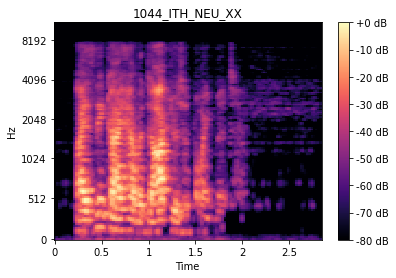 1044_ITH_NEU_XX
+0 dB
8192
-10 dB
4096
-20 dB
-30 dB
2048
Hz
-40 dB
1024
-50 dB
512
-60 dB
-70 dB
0
-80 dB
0 0.5 1 1.5 2 2.5
Time